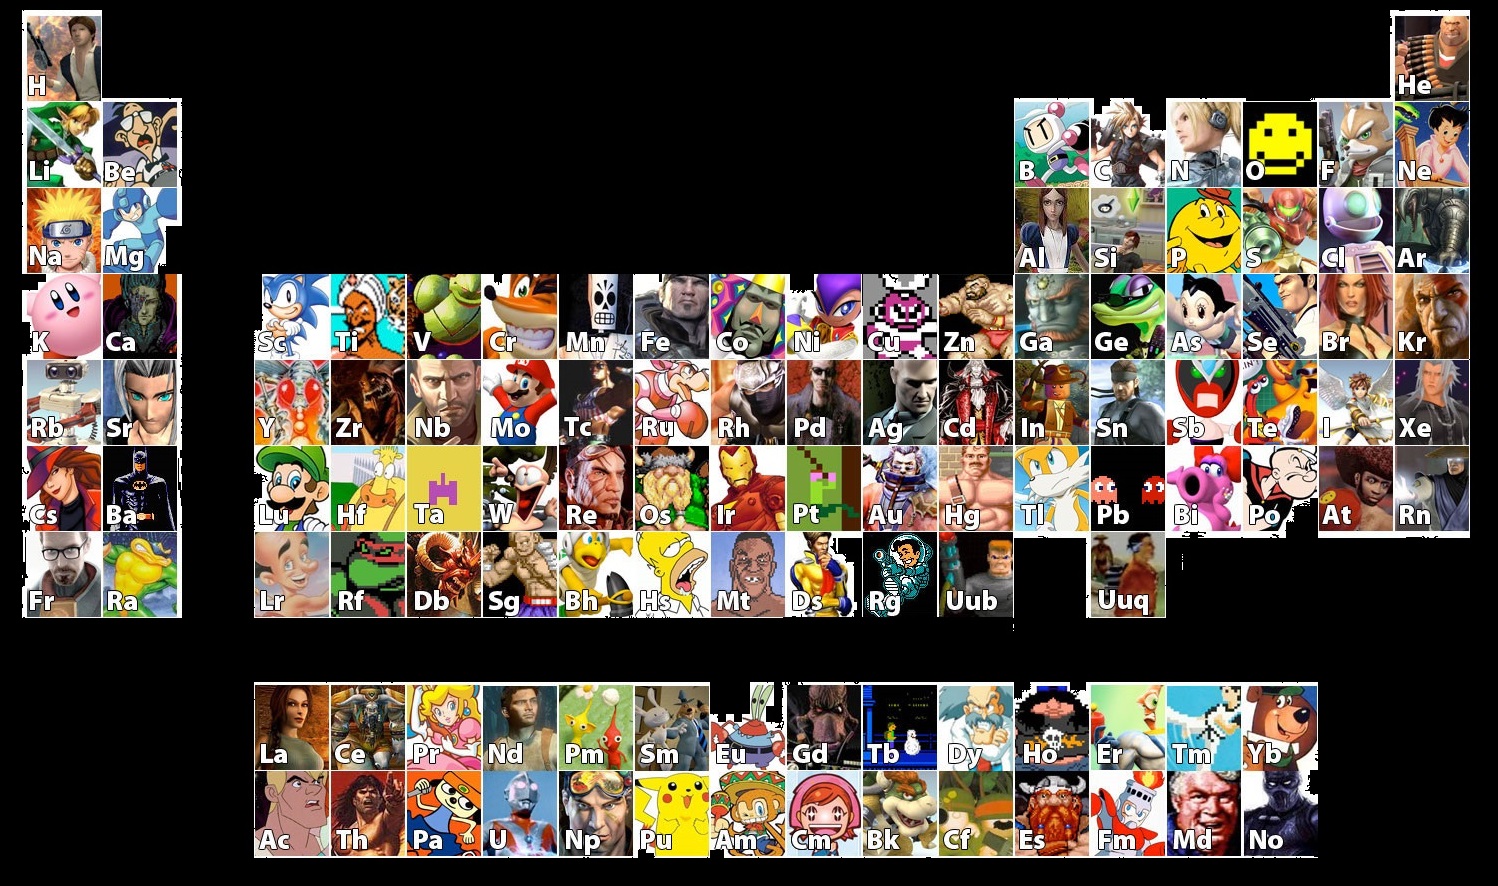 H He
Li Be B C N O F Ne
Na Mg Al Si P S Cl Ar
K Ca Sc Ti V Cr Mn Fe Co Ni Cu Zn Ga Ge As Se Br Kr
Rb Sr Y Zr Nb Mo Tc Ru Rh Pd Ag Cd In Sn Sb Te I Xe
Cs Ba Lu Hf Ta W Re Os Ir Pt Au Hg Tl Pb Bi Po At Rn
Fr Ra Lr Rf Db Sg Bh Hs Mt Ds Rg Uub Uuq
La Ce Pr Nd Pm Sm Eu Gd Tb Dy Ho Er Tm Yb
Ac Th Pa U Np Pu Am Cm Bk Cf Es Fm Md No